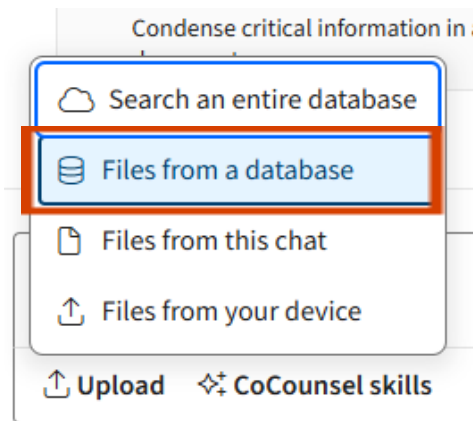 Condense critical information in
Search an entire database
Files from a database
Files from this chat
Files from your device
Upload CoCounsel skills